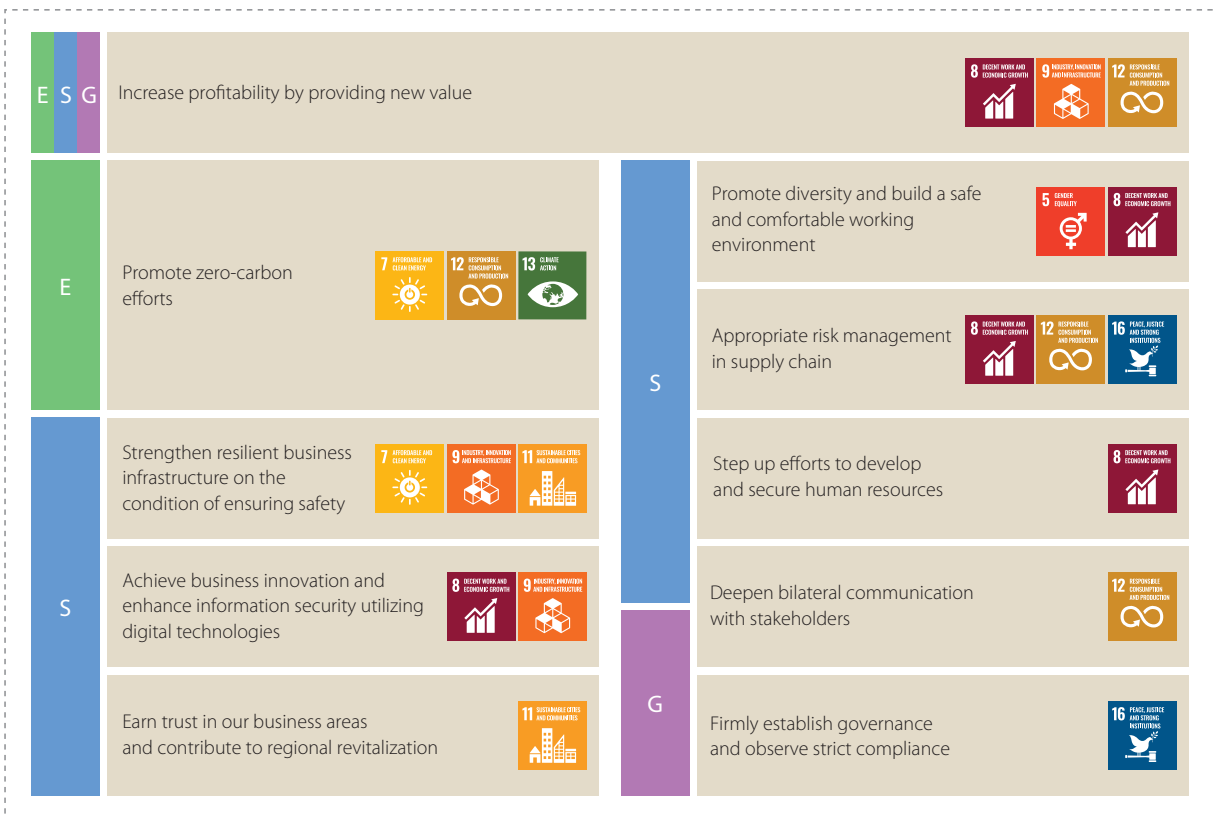 E S G
Increase profitability by providing new value
8 DECENT WORK AND
ECONOMIC GROWTH
9 INDUSTRY, INNOVATION
AND INFRASTRUCTURE
12 RESPONSIBLE
CONSUMPTION
AND PRODUCTION
E
Promote zero-carbon
efforts
7 AFFORDABLE AND
CLEAN ENERGY
12 RESPONSIBLE
CONSUMPTION
AND PRODUCTION
13 CLIMATE
ACTION
S
Strengthen resilient business
infrastructure on the
condition of ensuring safety
7 AFFORDABLE AND
CLEAN ENERGY
9 INDUSTRY, INNOVATION
AND INFRASTRUCTURE
11 SUSTAINABLE CITIES
AND COMMUNITIES
Achieve business innovation and
enhance information security utilizing
digital technologies
8 DECENT WORK AND
ECONOMIC GROWTH
9 INDUSTRY, INNOVATION
AND INFRASTRUCTURE
Earn trust in our business areas
and contribute to regional revitalization
11 SUSTAINABLE CITIES
AND COMMUNITIES
S
Promote diversity and build a safe
and comfortable working
environment
5 GENDER
EQUALITY
8 DECENT WORK AND
ECONOMIC GROWTH
Appropriate risk management
in supply chain
8 DECENT WORK AND
ECONOMIC GROWTH
12 RESPONSIBLE
CONSUMPTION
AND PRODUCTION
16 PEACE, JUSTICE
AND STRONG
INSTITUTIONS
Step up efforts to develop
and secure human resources
8 DECENT WORK AND
ECONOMIC GROWTH
Deepen bilateral communication
with stakeholders
12 RESPONSIBLE
CONSUMPTION
AND PRODUCTION
G
Firmly establish governance
and observe strict compliance
16 PEACE, JUSTICE
AND STRONG
INSTITUTIONS